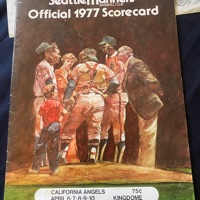 Seattle Mariners
Official 1977 Scorecard
CALIFORNIA ANGELS 75¢
APRIL 6-7-8-9-10 KINGDOME